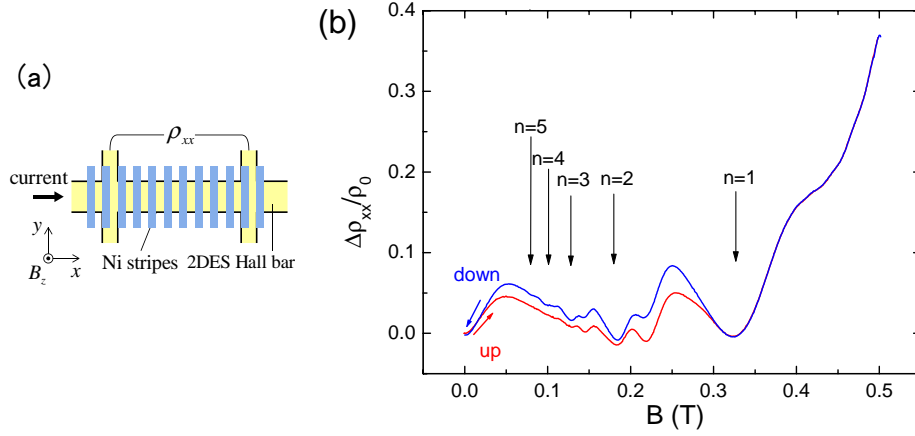 (a)
ρxx
current
y
Bz
x
Ni stripes
2DES Hall bar
(b)
0.4
0.3
0.2
0.1
0.0
Δρxx/ρ0
n=5
n=4
n=3
n=2
n=1
down
up
0.0 0.1 0.2 0.3 0.4 0.5
B (T)